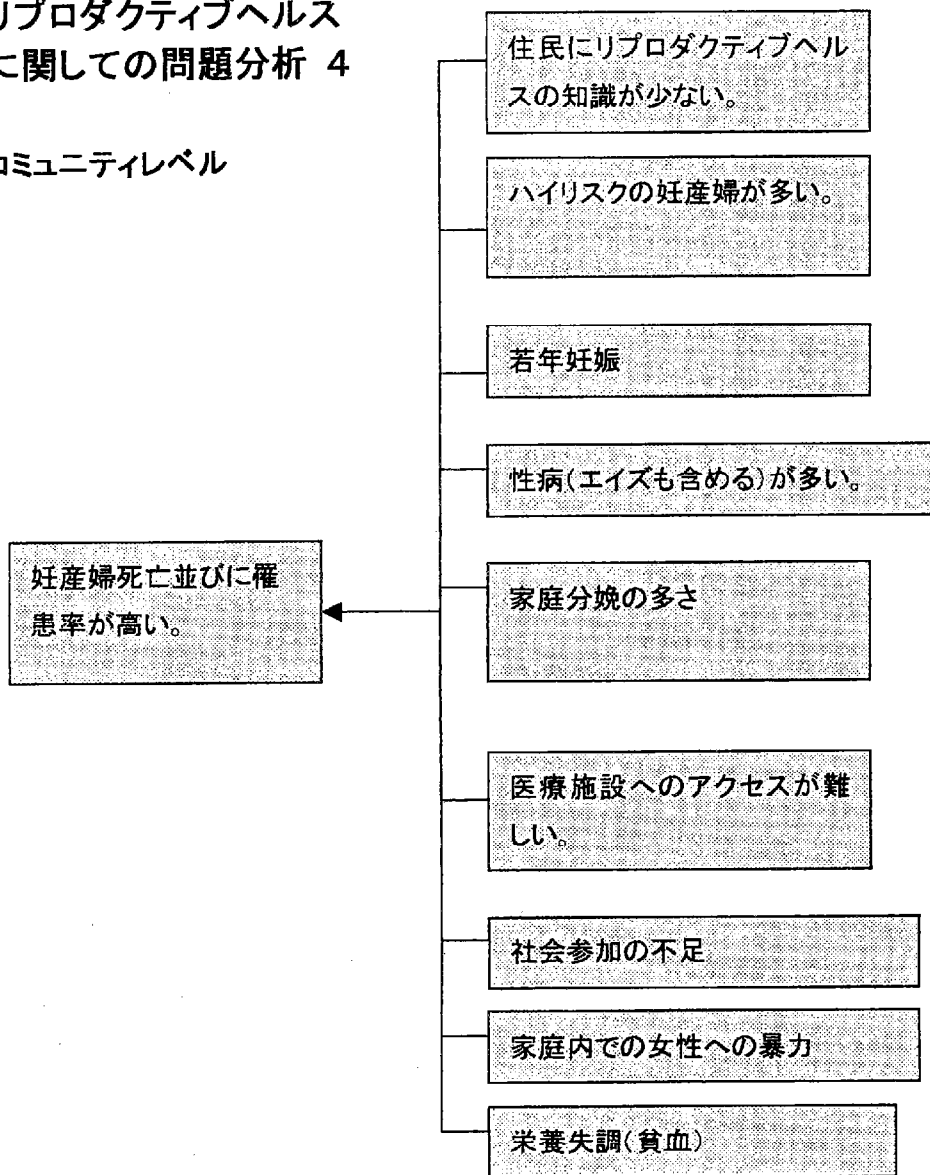 リプロダクティブヘルス
に関しての問題分析 4
コミュニティレベル
住民にリプロダクティブヘル
スの知識が少ない。
ハイリスクの妊産婦が多い。
若年妊娠
性病(エイズも含める)が多い。
妊産婦死亡並びに罹
患率が高い。
家庭分娩の多さ
医療施設へのアクセスが難
しい。
社会参加の不足
家庭内での女性への暴力
栄養失調(貧血)